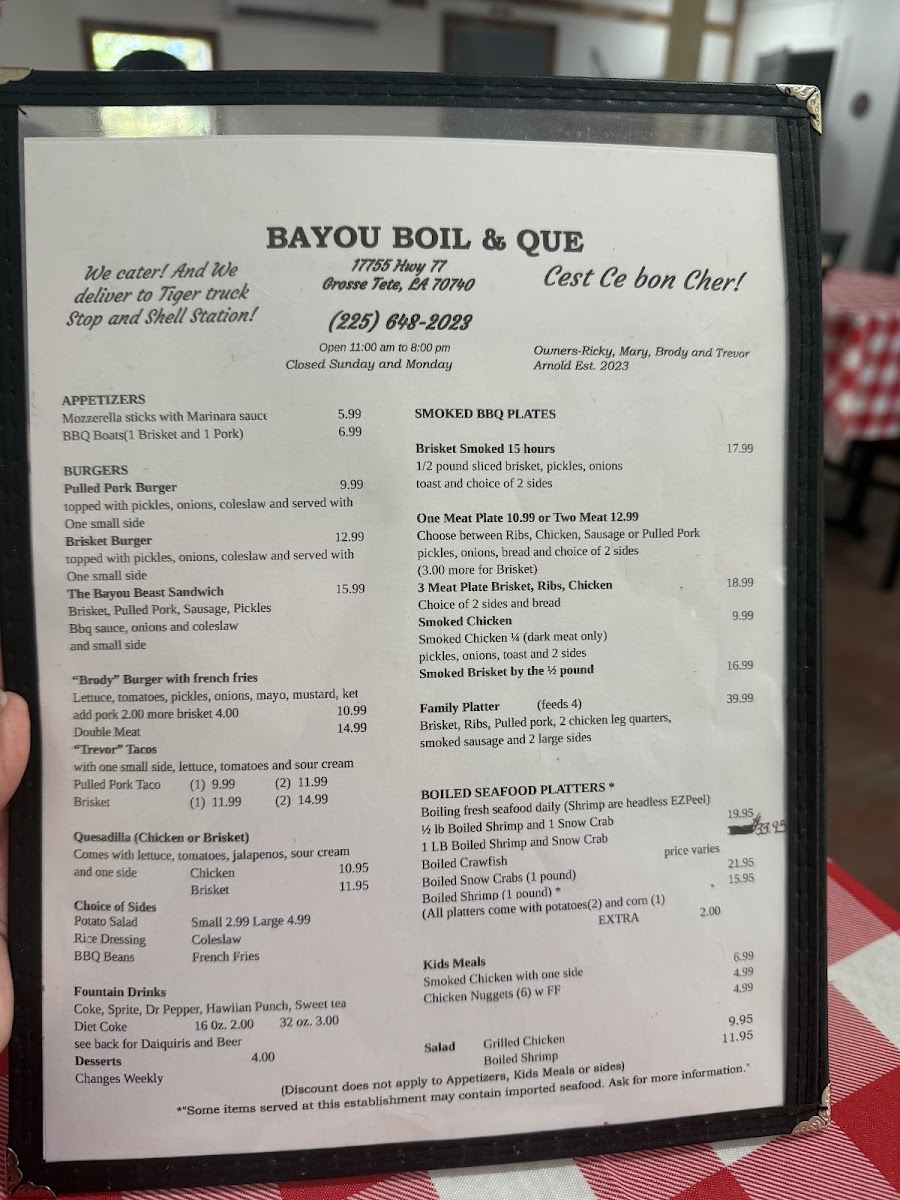 BAYOU BOIL & QUE
We cater! And We
deliver to Tiger truck
Stop and Shell Station!
17755 Hwy 77
Grosse Tete, LA 70740
(225) 648-2023
Open 11:00 am to 8:00 pm
Closed Sunday and Monday
Cest Ce bon Cher!
Owners-Ricky, Mary, Brody and Trevor
Arnold Est. 2023
APPETIZERS
Mozzerella sticks with Marinara sauce 5.99
BBQ Boats(1 Brisket and 1 Pork) 6.99
BURGERS
Pulled Pork Burger 9.99
topped with pickles, onions, coleslaw and served with
One small side
Brisket Burger 12.99
topped with pickles, onions, coleslaw and served with
One small side
The Bayou Beast Sandwich 15.99
Brisket, Pulled Pork, Sausage, Pickles
Bbq sauce, onions and coleslaw
and small side
“Brody” Burger with french fries
Lettuce, tomatoes, pickles, onions, mayo, mustard, ket
add pork 2.00 more brisket 4.00 10.99
Double Meat 14.99
“Trevor” Tacos
with one small side, lettuce, tomatoes and sour cream
Pulled Pork Taco (1) 9.99 (2) 11.99
Brisket (1) 11.99 (2) 14.99
Quesadilla (Chicken or Brisket)
Comes with lettuce, tomatoes, jalapenos, sour cream
and one side Chicken 10.95
Brisket 11.95
Choice of Sides
Potato Salad Small 2.99 Large 4.99
Rice Dressing Coleslaw
BBQ Beans French Fries
Fountain Drinks
Coke, Sprite, Dr Pepper, Hawiian Punch, Sweet tea
Diet Coke 16 Oz. 2.00 32 oz. 3.00
see back for Daiquiris and Beer
Desserts 4.00
Changes Weekly
SMOKED BBQ PLATES
Brisket Smoked 15 hours 17.99
1/2 pound sliced brisket, pickles, onions
toast and choice of 2 sides
One Meat Plate 10.99 or Two Meat 12.99
Choose between Ribs, Chicken, Sausage or Pulled Pork
pickles, onions, bread and choice of 2 sides
(3.00 more for Brisket)
3 Meat Plate Brisket, Ribs, Chicken 18.99
Choice of 2 sides and bread
Smoked Chicken 9.99
Smoked Chicken ¼ (dark meat only)
pickles, onions, toast and 2 sides
Smoked Brisket by the ½ pound 16.99
Family Platter (feeds 4) 39.99
Brisket, Ribs, Pulled pork, 2 chicken leg quarters,
smoked sausage and 2 large sides
BOILED SEAFOOD PLATTERS *
Boiling fresh seafood daily (Shrimp are headless EZPeel)
½ lb Boiled Shrimp and 1 Snow Crab 19.95
1 LB Boiled Shrimp and Snow Crab $33.95
Boiled Crawfish price varies
Boiled Snow Crabs (1 pound) 21.95
Boiled Shrimp (1 pound) * 15.95
(All platters come with potatoes(2) and corn (1)
EXTRA 2.00
Kids Meals 6.99
Smoked Chicken with one side 4.99
Chicken Nuggets (6) w FF 4.99
Salad Grilled Chicken 9.95
Boiled Shrimp 11.95
(Discount does not apply to Appetizers, Kids Meals or sides)
*"Some items served at this establishment may contain imported seafood. Ask for more information."